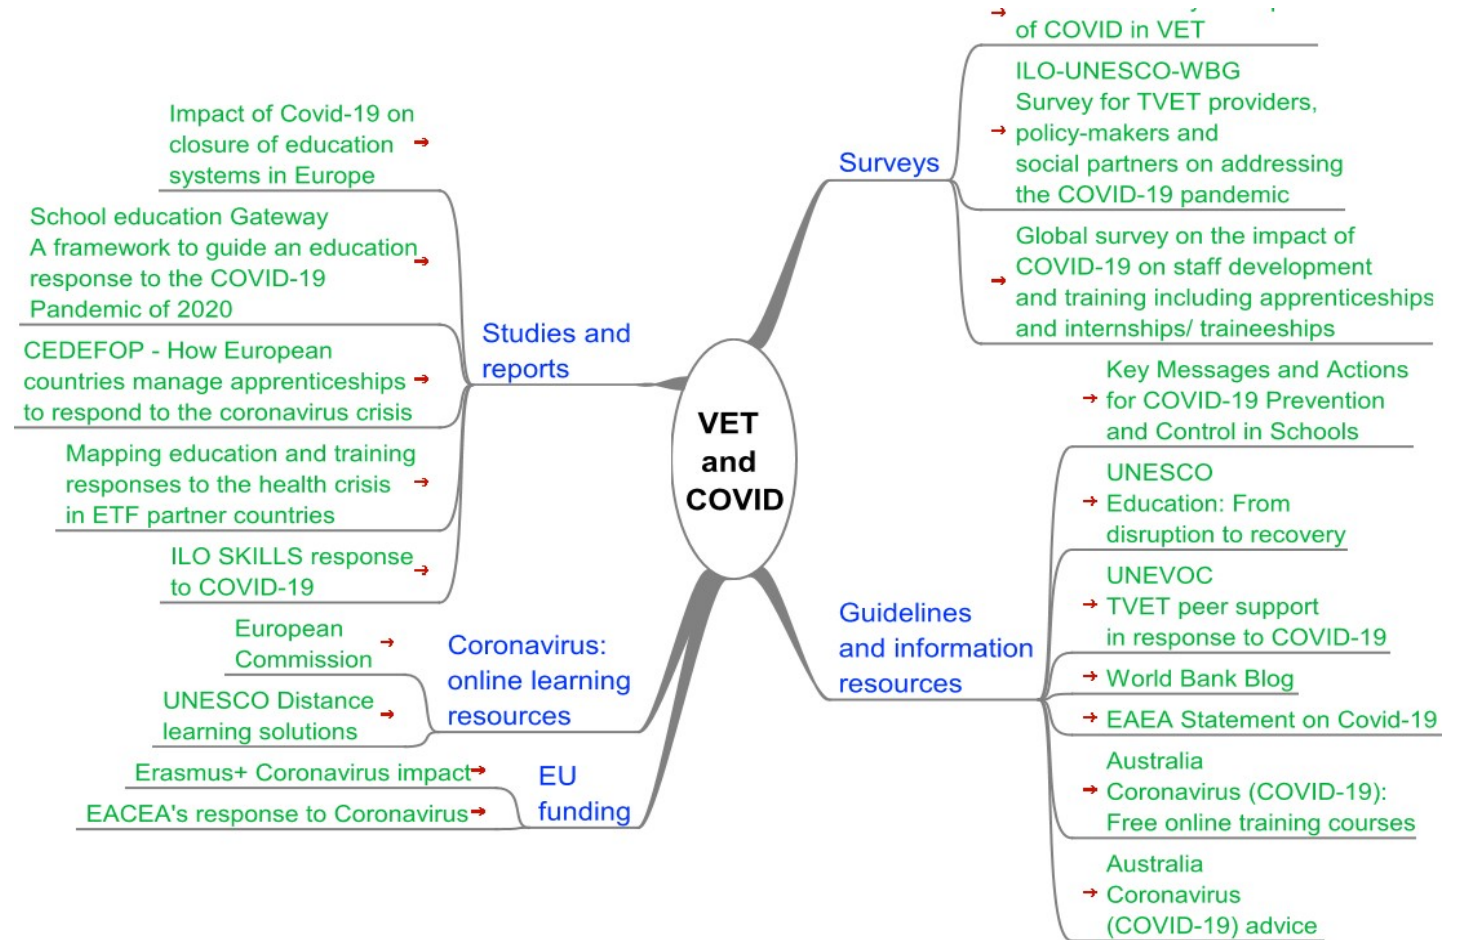 VET
and
COVID
Surveys
of COVID in VET
ILO-UNESCO-WBG
Survey for TVET providers,
policy-makers and
social partners on addressing
the COVID-19 pandemic
Global survey on the impact of
COVID-19 on staff development
and training including apprenticeships
and internships/ traineeships
Guidelines
and information
resources
Key Messages and Actions
for COVID-19 Prevention
and Control in Schools
UNESCO
Education: From
disruption to recovery
UNEVOC
TVET peer support
in response to COVID-19
World Bank Blog
EAEA Statement on Covid-19
Australia
Coronavirus (COVID-19):
Free online training courses
Australia
Coronavirus
(COVID-19) advice
Studies and
reports
Impact of Covid-19 on
closure of education
systems in Europe
School education Gateway
A framework to guide an education
response to the COVID-19
Pandemic of 2020
CEDEFOP - How European
countries manage apprenticeships
to respond to the coronavirus crisis
Mapping education and training
responses to the health crisis
in ETF partner countries
ILO SKILLS response
to COVID-19
Coronavirus:
online learning
resources
European
Commission
UNESCO Distance
learning solutions
EU
funding
Erasmus+ Coronavirus impact
EACEA's response to Coronavirus